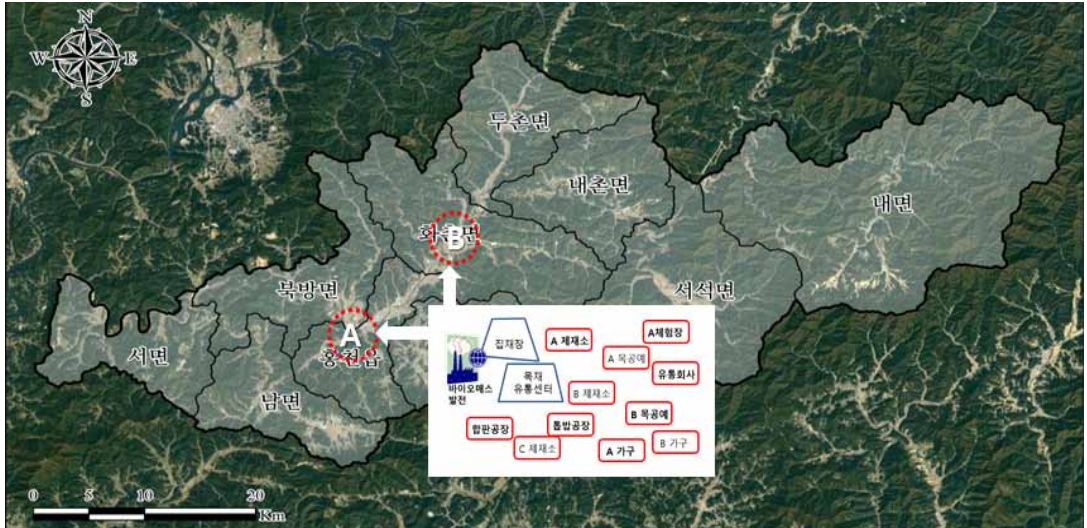 N
W
E
S
두촌면
내촌면
내면
화촌면
B
서석면
북방면
A
홍천읍
서면
남면
집재장
A 제재소
A체험장
A 목공예
유통회사
바이오매스
발전
목재
유통센터
B 제재소
B 목공예
합판공장
톱밥공장
C 제재소
A 가구
B 가구
0
5
10
20
Km